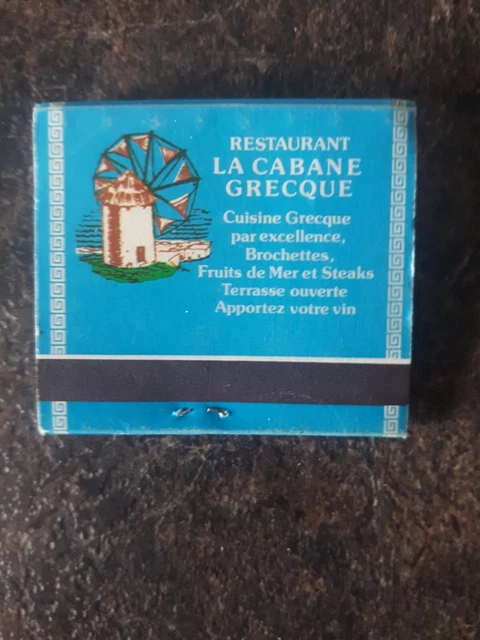 RESTAURANT
LA CABANE
GRECQUE
Cuisine Grecque
par excellence,
Brochettes,
Fruits de Mer et Steaks
Terrasse ouverte
Apportez votre vin